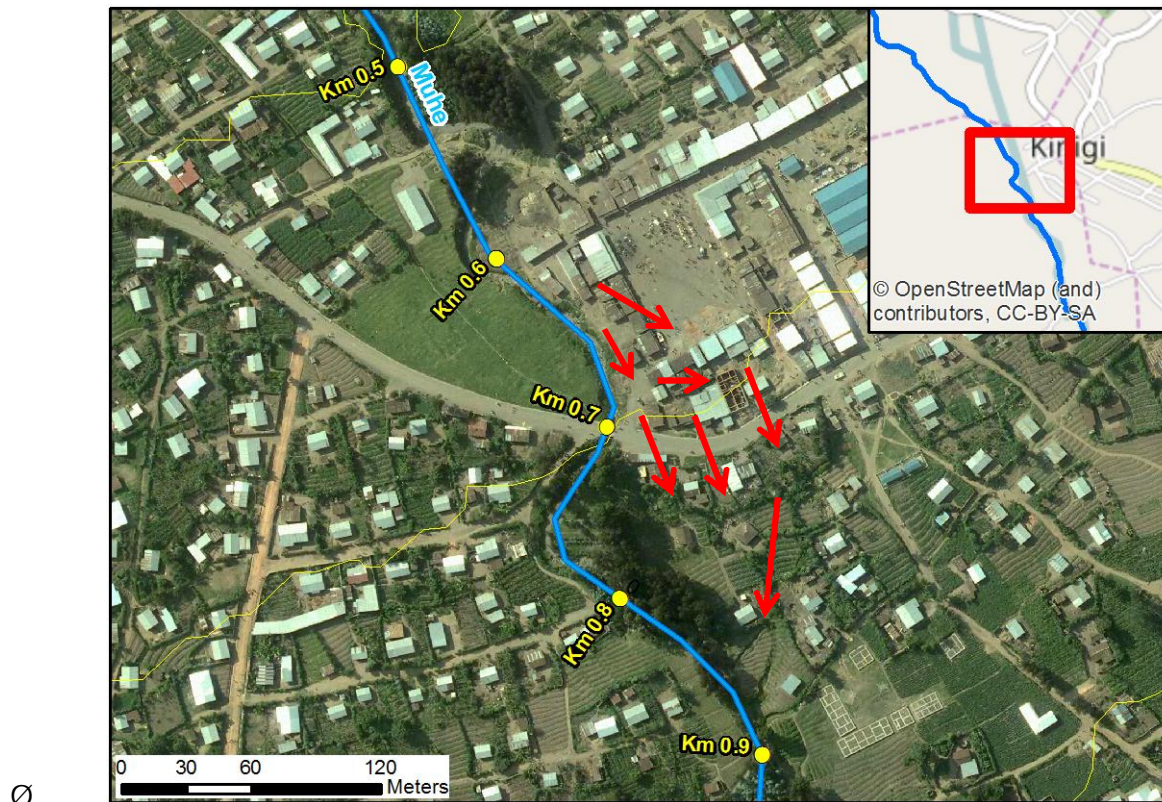 Km 0.5
Muhe
Kinigi
© OpenStreetMap (and)
contributors, CC-BY-SA
Km 0.6
Km 0.7
Km 0.8
Km 0.9
0 30 60 120
Meters
Ø